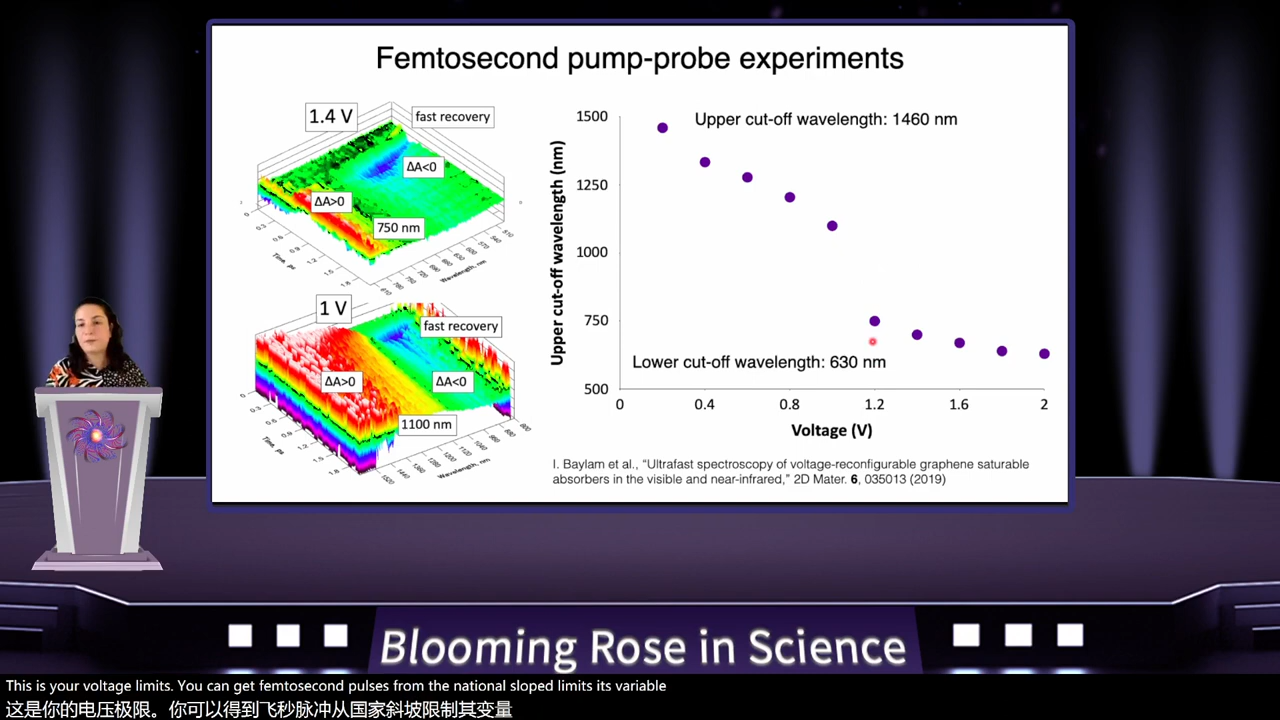 Femtosecond pump-probe experiments
1.4 V
fast recovery
ΔA<0
ΔA>0
750 nm
1 V
fast recovery
ΔA>0
ΔA<0
1100 nm
Upper cut-off wavelength (nm)
1500
1250
1000
750
500
Upper cut-off wavelength: 1460 nm
Lower cut-off wavelength: 630 nm
0 0.4 0.8 1.2 1.6 2
Voltage (V)
I. Baylam et al., “Ultrafast spectroscopy of voltage-reconfigurable graphene saturable
absorbers in the visible and near-infrared,” 2D Mater. 6, 035013 (2019)
Blooming Rose in Science
This is your voltage limits. You can get femtosecond pulses from the national sloped limits its variable
这是你的电压极限。你可以得到飞秒脉冲从国家斜坡限制其变量